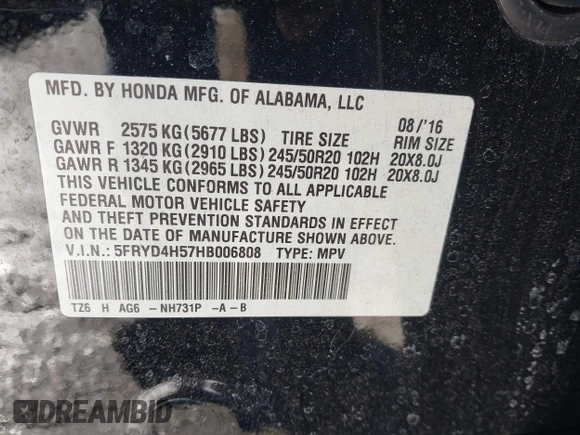 MFD. BY HONDA MFG. OF ALABAMA, LLC
08/'16
GVWR 2575 KG (5677 LBS) TIRE SIZE RIM SIZE
GAWR F 1320 KG (2910 LBS) 245/50R20 102H 20X8.0J
GAWR R 1345 KG (2965 LBS) 245/50R20 102H 20X8.0J
THIS VEHICLE CONFORMS TO ALL APPLICABLE
FEDERAL MOTOR VEHICLE SAFETY
AND THEFT PREVENTION STANDARDS IN EFFECT
ON THE DATE OF MANUFACTURE SHOWN ABOVE.
V.I.N.: 5FRYD4H57HB006808 TYPE: MPV
TZ6 H AG6 -NH731P -A-B
DREAMBID